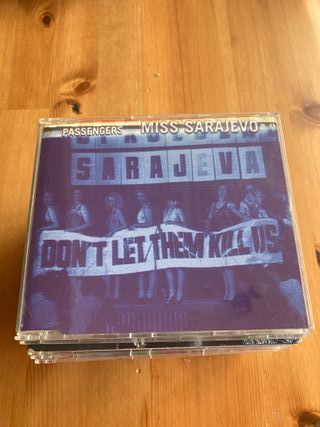 PASSENGERS MISS SARAJEVO
SARAJEVA
DON'T LET THEM KILL US